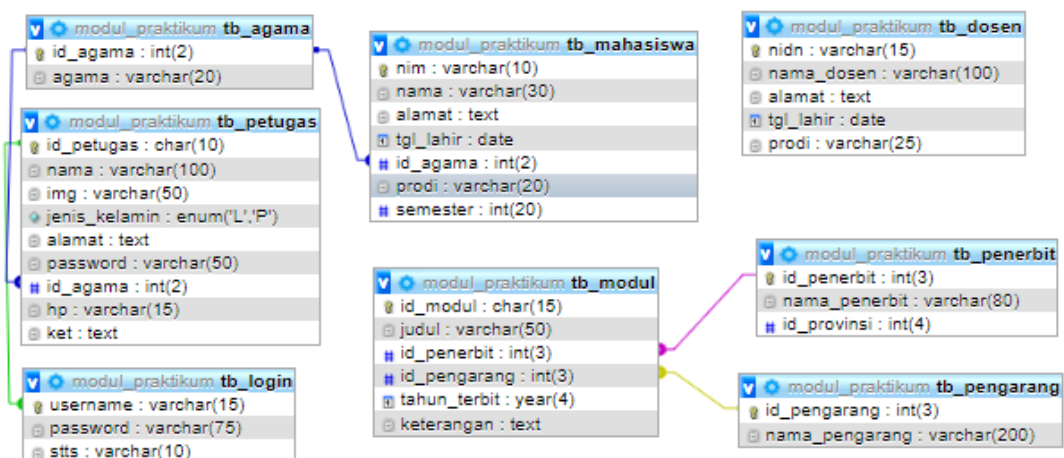 modul_praktikum tb_agama
id_agama : int(2)
agama : varchar(20)
modul_praktikum tb_petugas
id_petugas : char(10)
nama : varchar(100)
img : varchar(50)
jenis_kelamin : enum('L','P')
alamat : text
password : varchar(50)
id_agama : int(2)
hp : varchar(15)
ket : text
modul_praktikum tb_login
username : varchar(15)
password : varchar(75)
stts : varchar(10)
modul_praktikum tb_mahasiswa
nim : varchar(10)
nama : varchar(30)
alamat : text
tgl_lahir : date
id_agama : int(2)
prodi : varchar(20)
semester : int(20)
modul_praktikum tb_modul
id_modul : char(15)
judul : varchar(50)
id_penerbit : int(3)
id_pengarang : int(3)
tahun_terbit : year(4)
keterangan : text
modul_praktikum tb_dosen
nidn : varchar(15)
nama_dosen : varchar(100)
alamat : text
tgl_lahir : date
prodi : varchar(25)
modul_praktikum tb_penerbit
id_penerbit : int(3)
nama_penerbit : varchar(80)
id_provinsi : int(4)
modul_praktikum tb_pengarang
id_pengarang : int(3)
nama_pengarang : varchar(200)